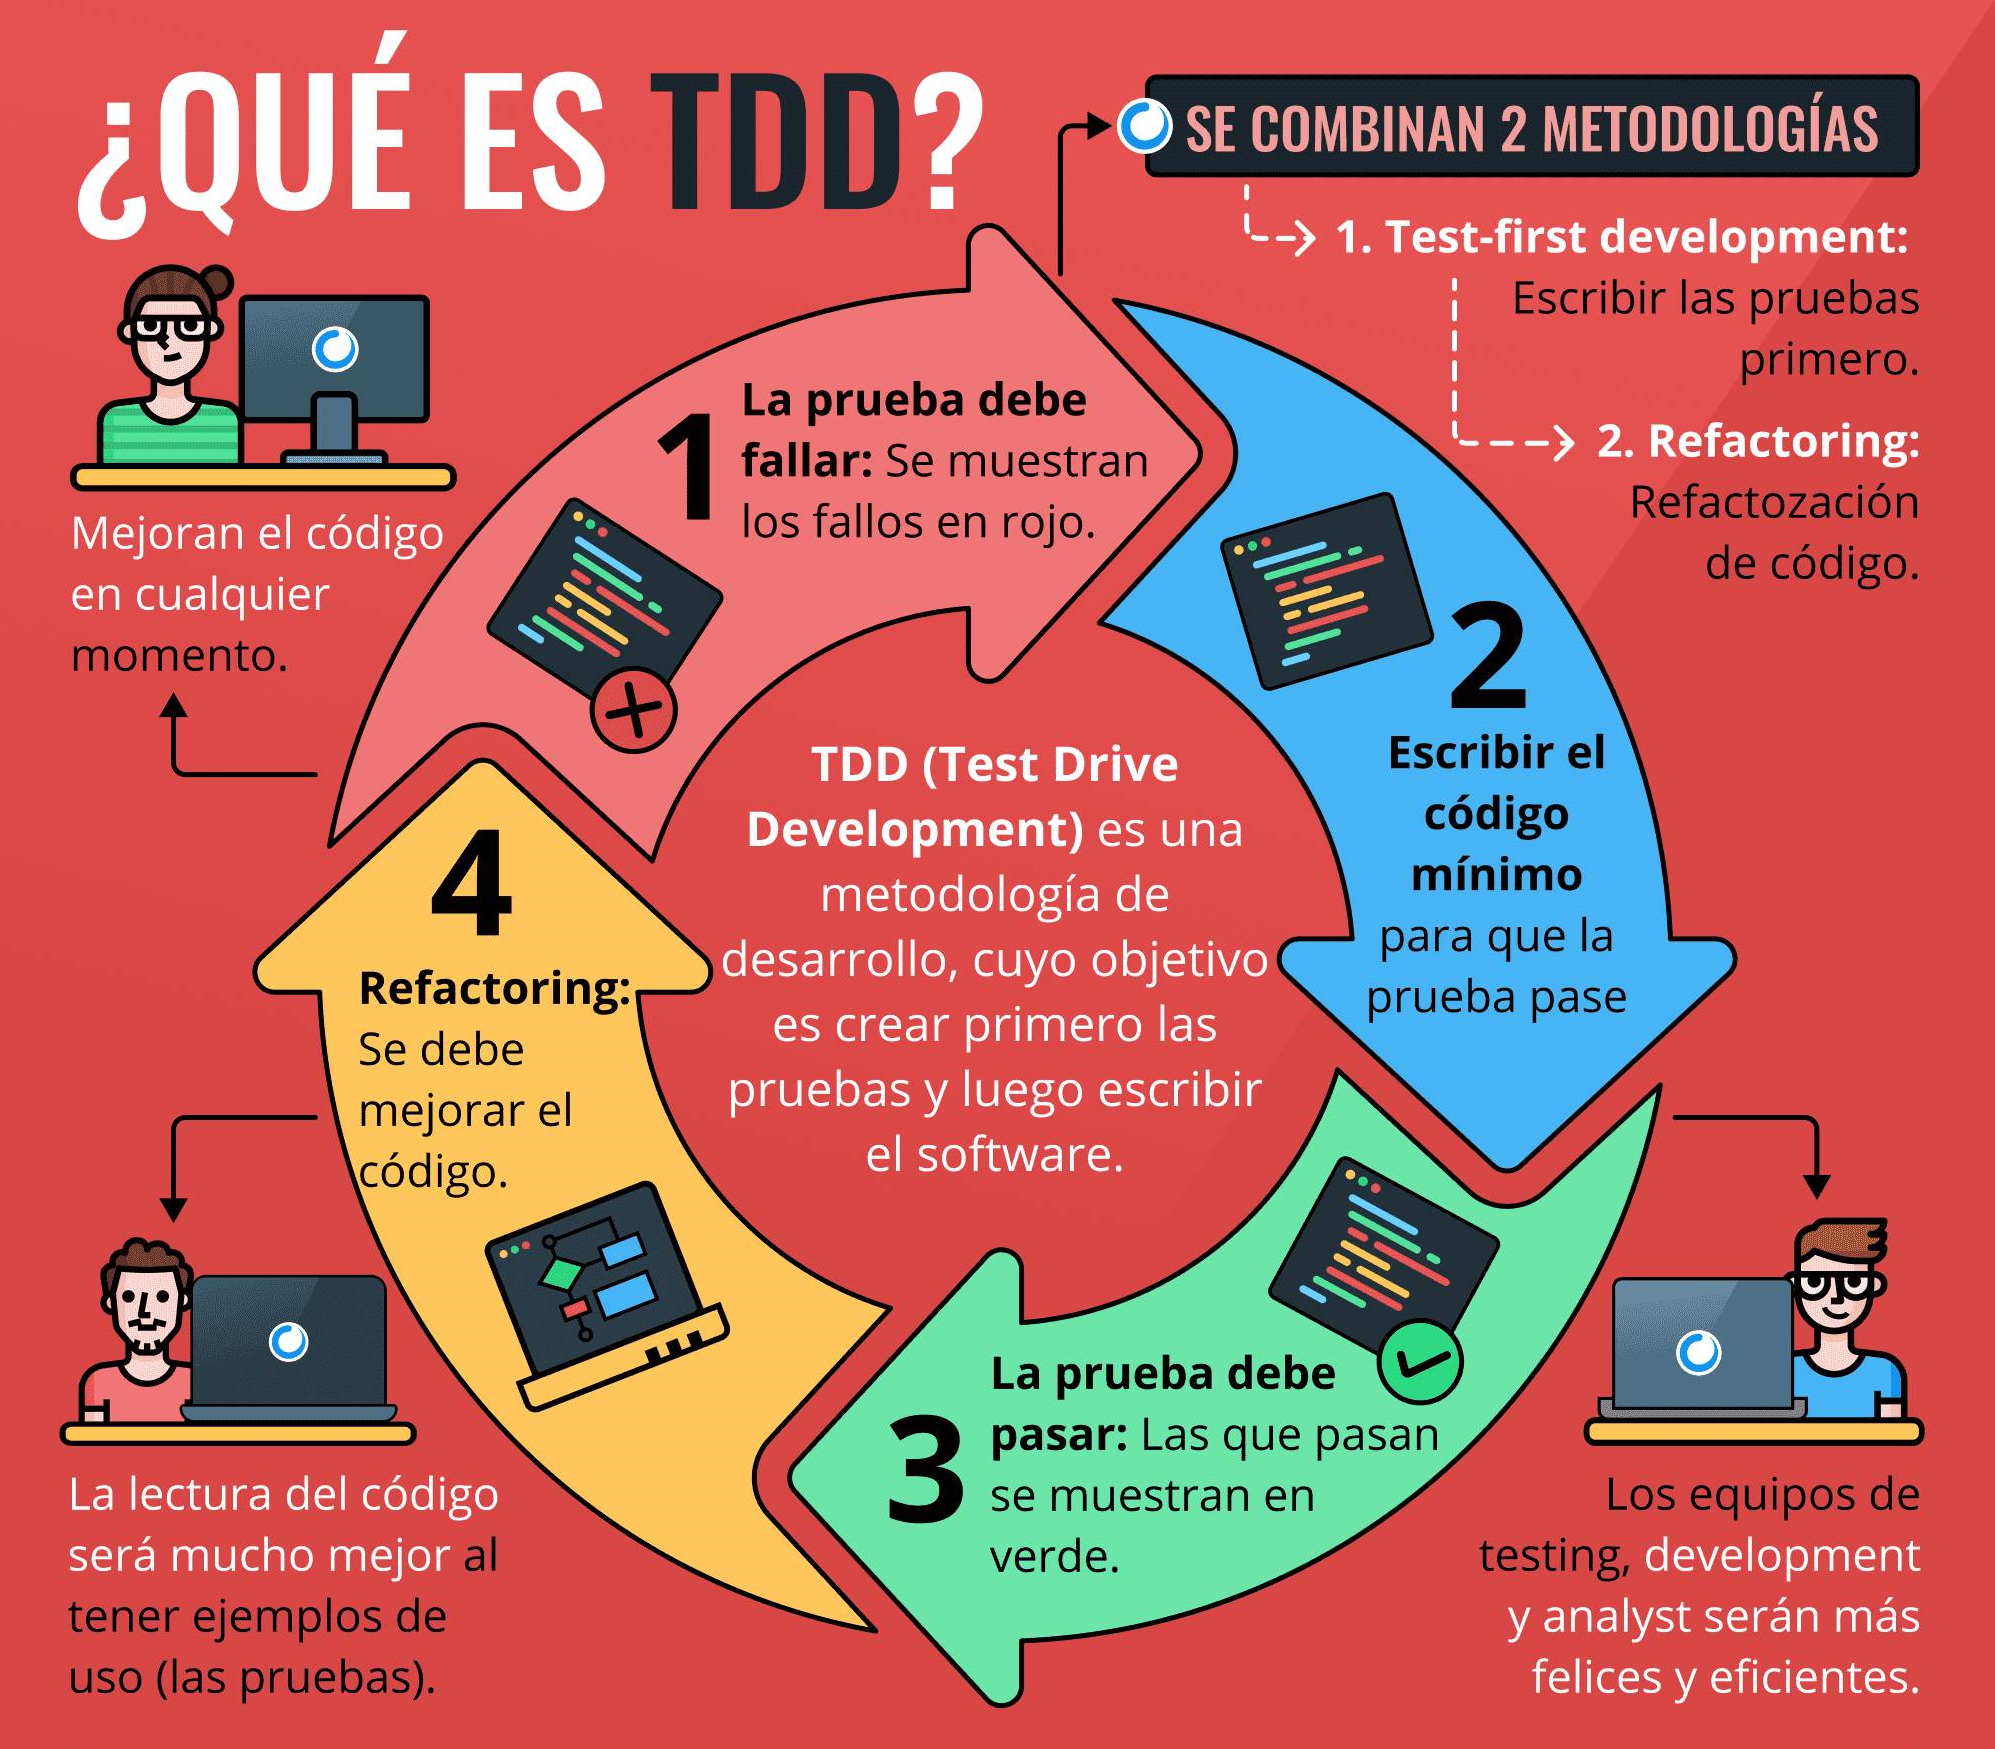 ¿QUÉ ES TDD?
SE COMBINAN 2 METODOLOGÍAS
1. Test-first development:
Escribir las pruebas
primero.
2. Refactoring:
Refactozación
de código.
Mejoran el código
en cualquier
momento.
1
La prueba debe
fallar: Se muestran
los fallos en rojo.
2
Escribir el
código
mínimo
para que la
prueba pase
TDD (Test Drive
Development) es una
metodología de
desarrollo, cuyo objetivo
es crear primero las
pruebas y luego escribir
el software.
4
Refactoring:
Se debe
mejorar el
código.
3
La prueba debe
pasar: Las que pasan
se muestran en
verde.
La lectura del código
será mucho mejor al
tener ejemplos de
uso (las pruebas).
Los equipos de
testing, development
y analyst serán más
felices y eficientes.